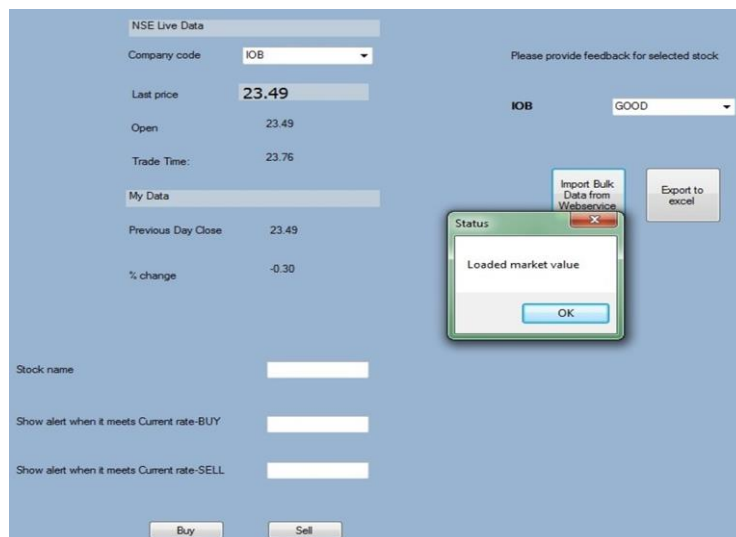 NSE Live Data
Company code IOB
Please provide feedback for selected stock
Last price 23.49
IOB GOOD
Open 23.49
Trade Time: 23.76
Import Bulk
Data from
Webservice
Export to
excel
My Data
Status
Previous Day Close 23.49
Loaded market value
% change -0.30
OK
Stock name
Show alert when it meets Current rate-BUY
Show alert when it meets Current rate-SELL
Buy Sell